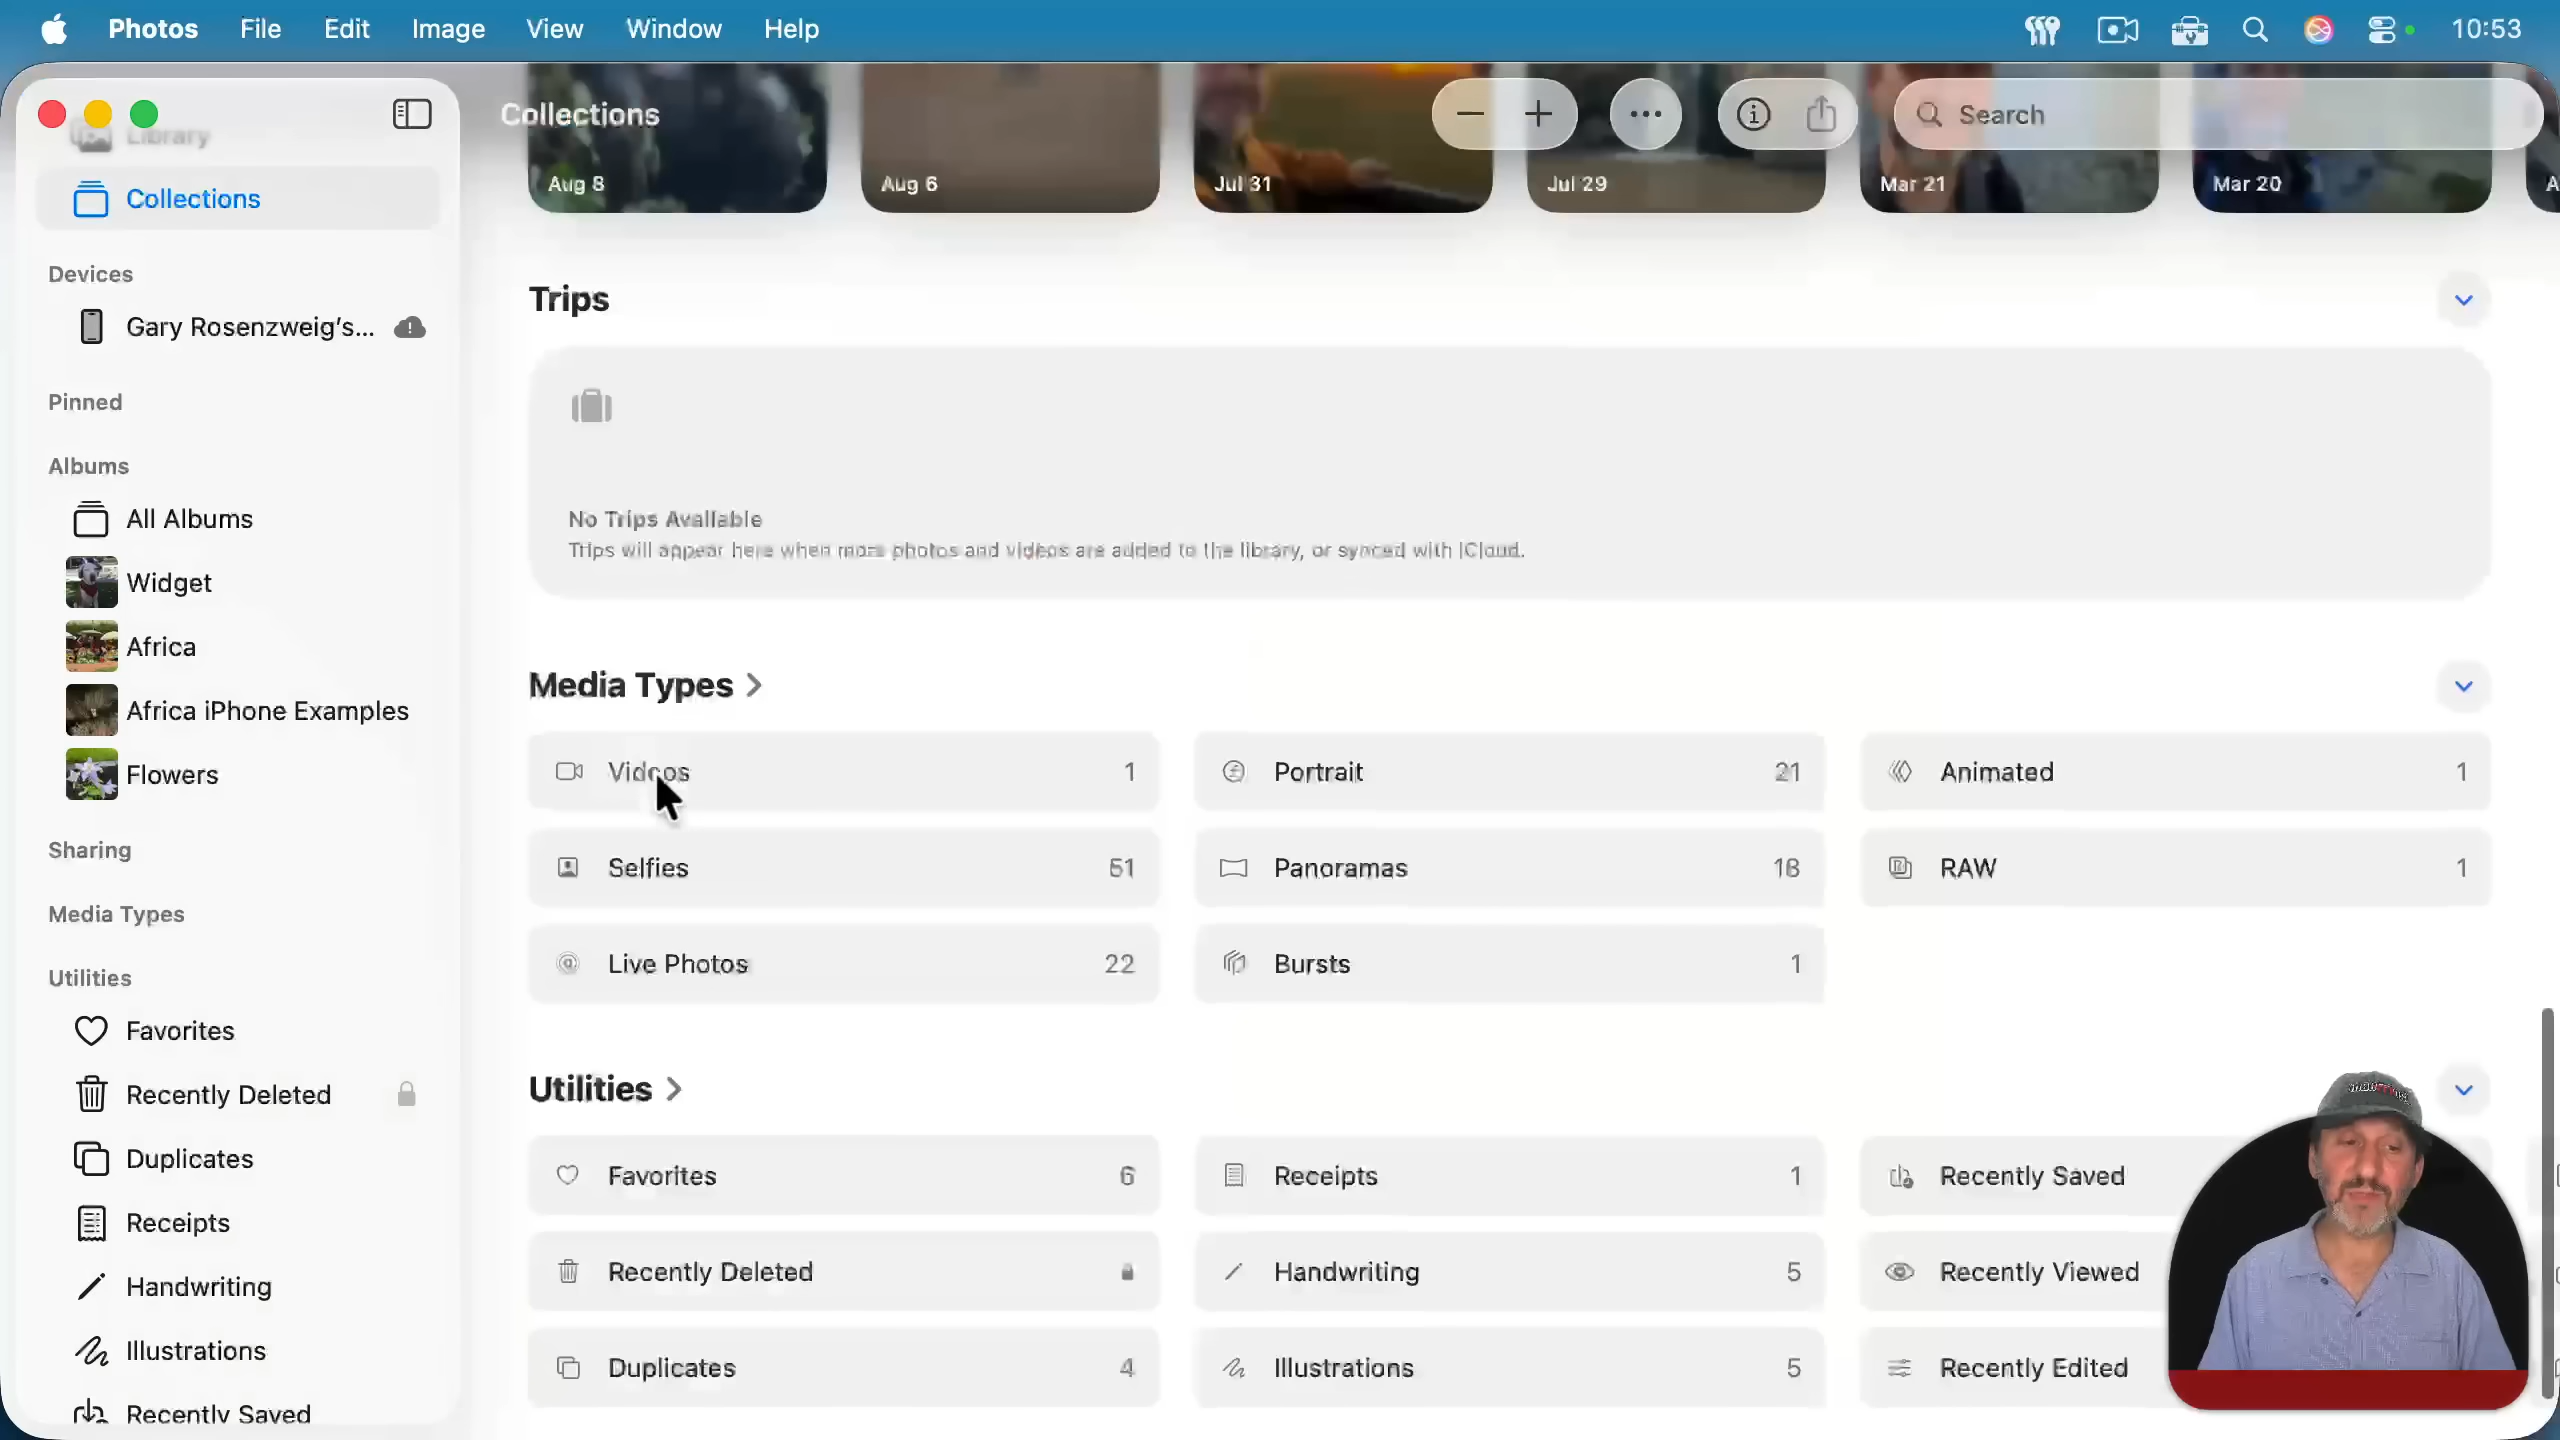 Photos File Edit Image View Window Help 10:53
Library
Collections
Devices
Gary Rosenzweig's...
Pinned
Albums
All Albums
Widget
Africa
Africa iPhone Examples
Flowers
Sharing
Media Types
Utilities
Favorites
Recently Deleted
Duplicates
Receipts
Handwriting
Illustrations
Recently Saved
Collections
Search
Aug 8
Aug 6
Jul 31
Jul 29
Mar 21
Mar 20
A
Trips
No Trips Available
Trips will appear here when more photos and videos are added to the library, or synced with iCloud.
Media Types
Videos 1
Portrait 21
Animated 1
Selfies 51
Panoramas 18
RAW 1
Live Photos 22
Bursts 1
Utilities
Favorites 6
Receipts 1
Recently Saved
Recently Deleted
Handwriting 5
Recently Viewed
Duplicates 4
Illustrations 5
Recently Edited